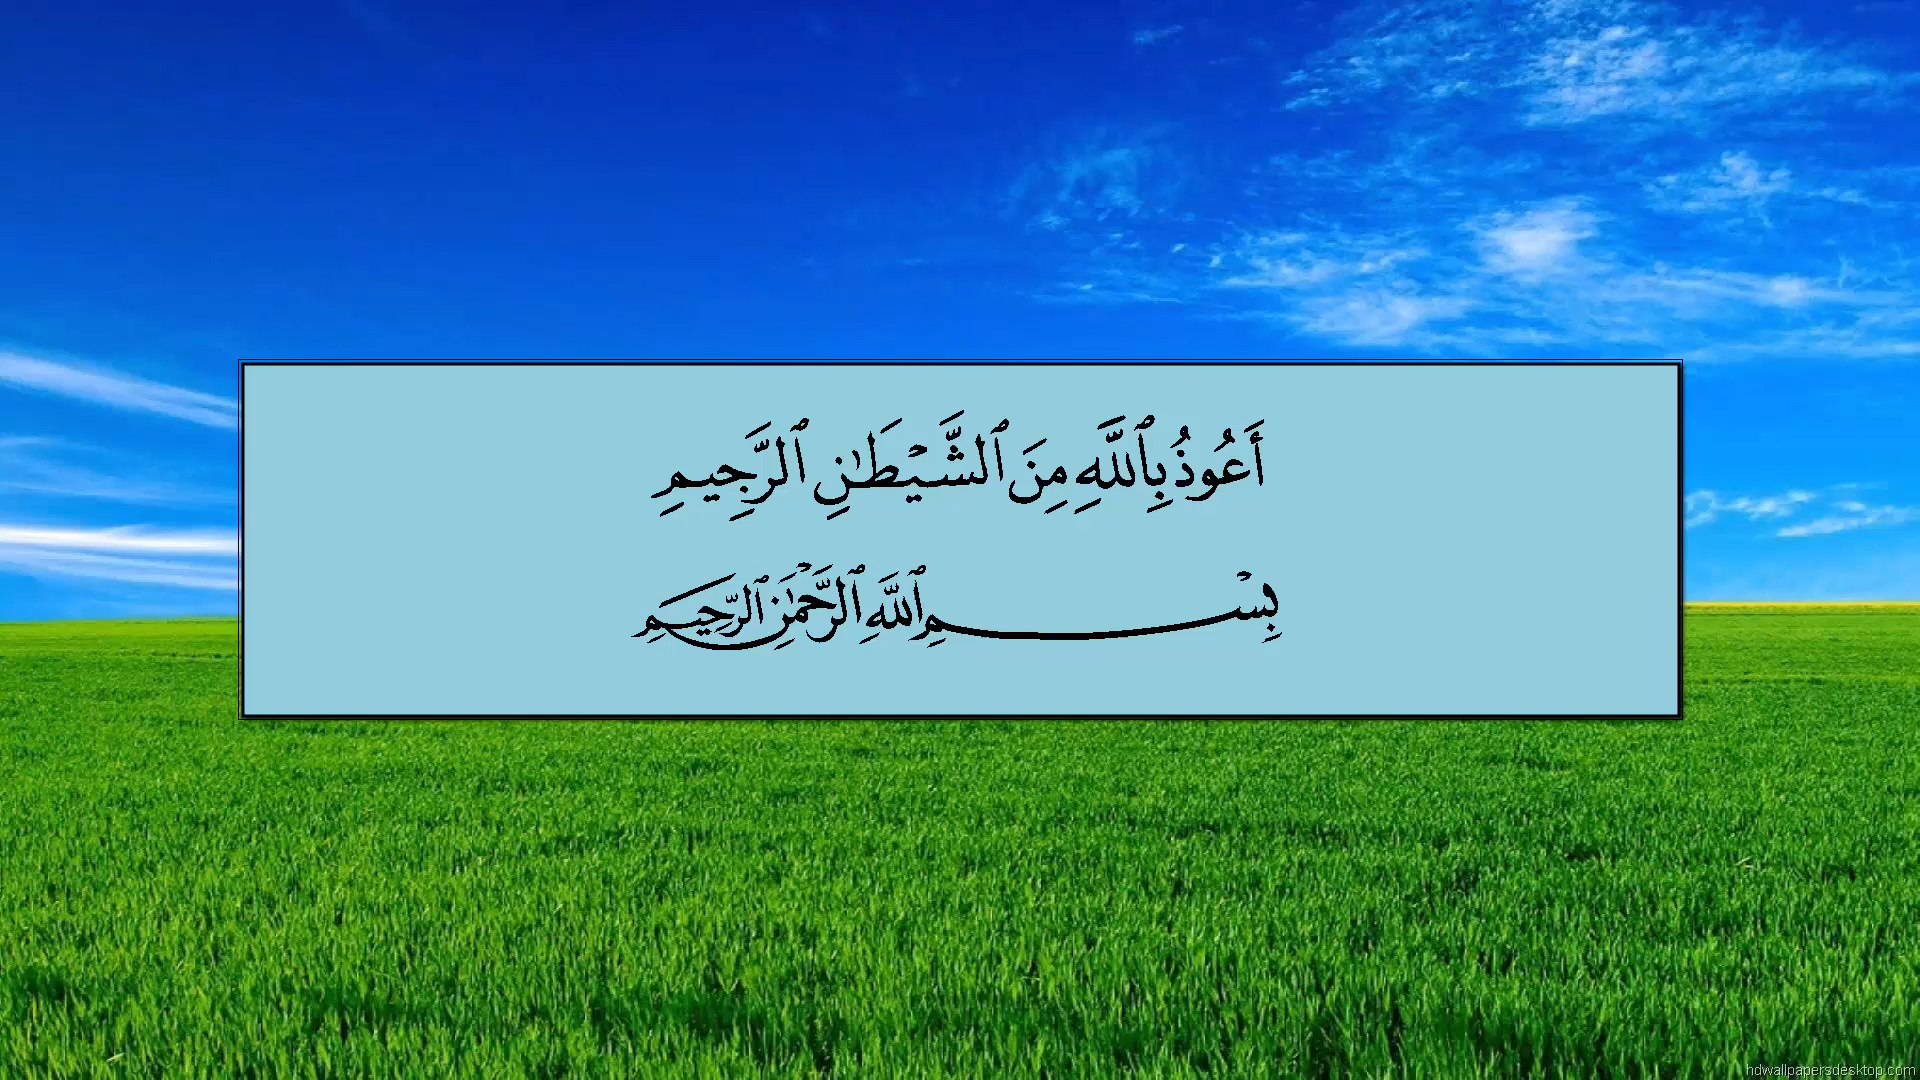 أَعُوذُ بِٱللَّهِ مِنَ ٱلشَّيْطَٰنِ ٱلرَّجِيمِ
بِسْمِ ٱللَّهِ ٱلرَّحْمَٰنِ ٱلرَّحِيمِ
hdwallpapersdesktop.com